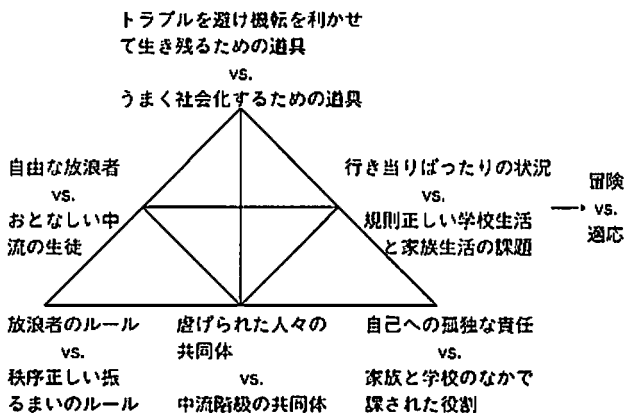 トラブルを避け機転を利かせ
て生き残るための道具
vs.
うまく社会化するための道具
自由な放浪者
vs.
おとなしい中
流の生徒
行き当りばったりの状況
vs.
規則正しい学校生活
と家族生活の課題
冒険
vs.
適応
放浪者のルール
vs.
秩序正しい振
るまいのルール
虐げられた人々の
共同体
vs.
中流階級の共同体
自己への孤独な責任
vs.
家族と学校のなかで
課された役割